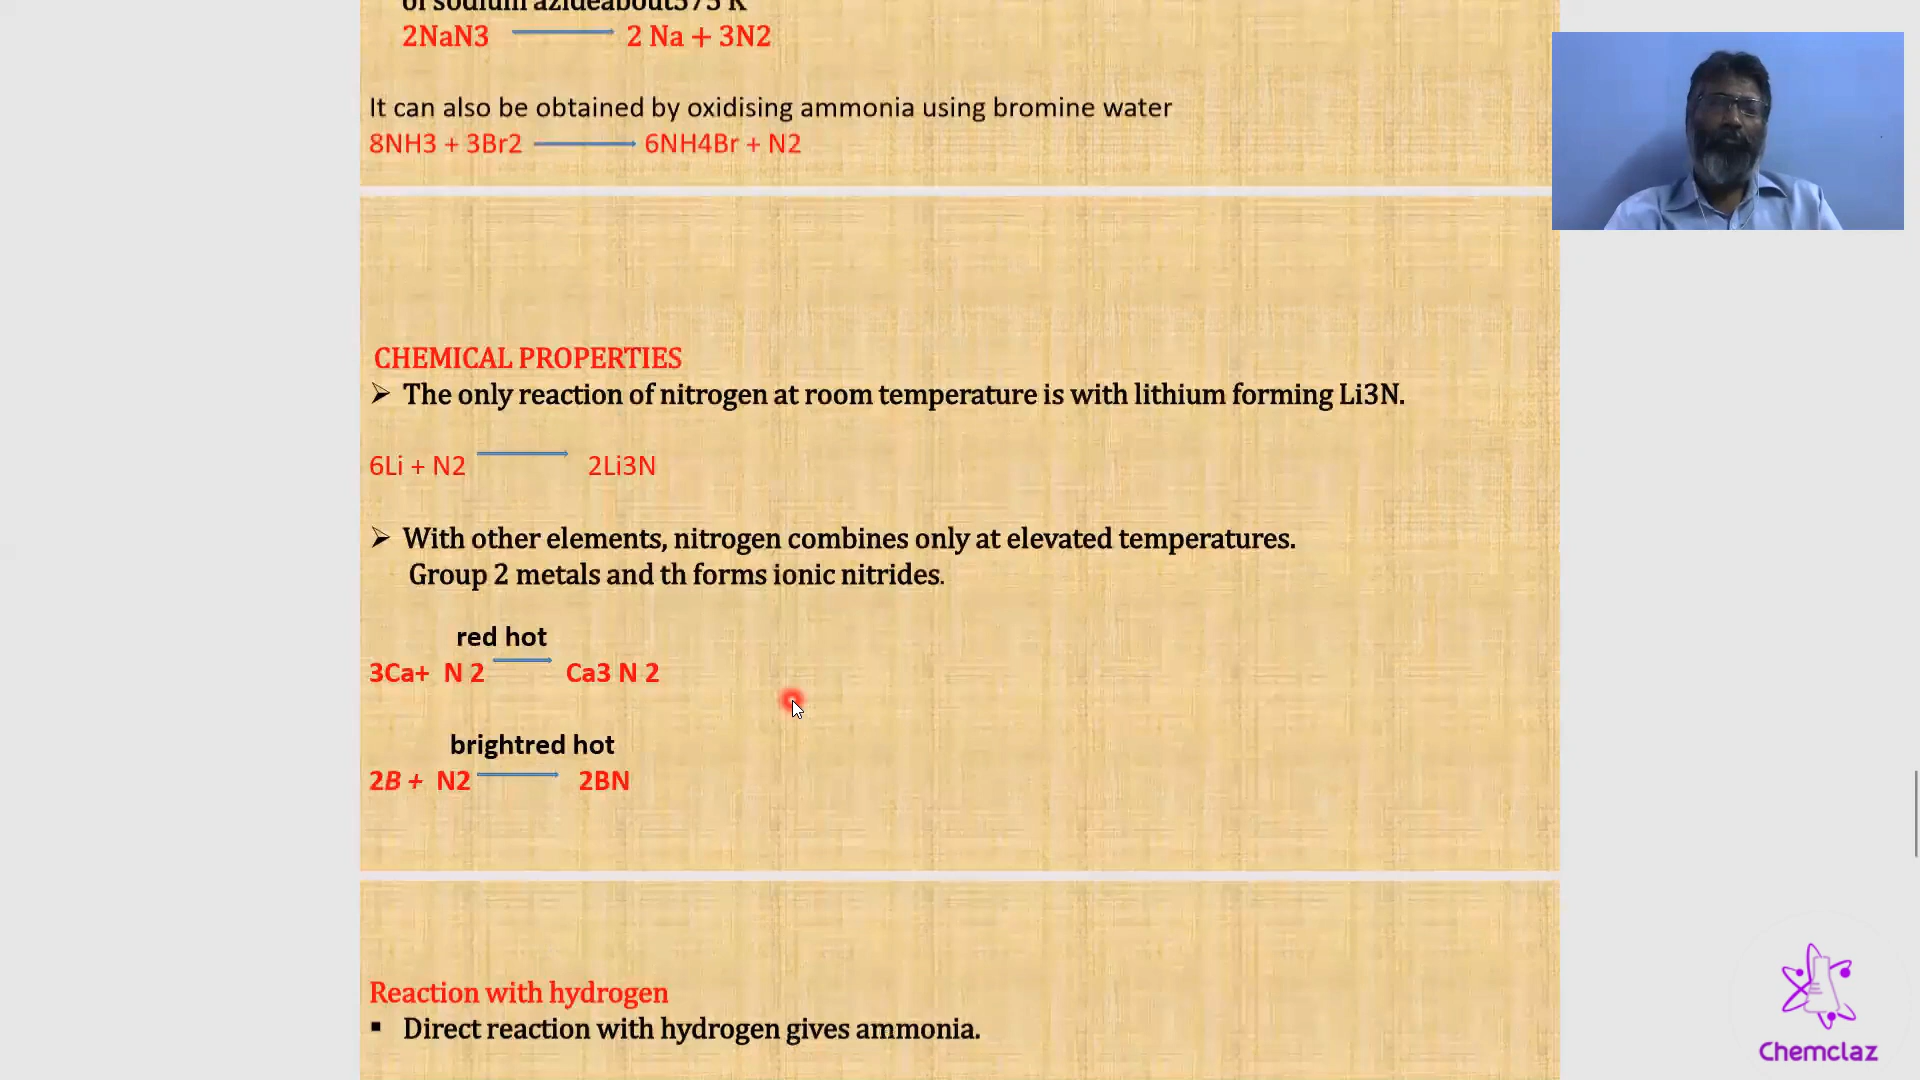 of sodium azideabout575 K
2NaN3 2 Na + 3N2
It can also be obtained by oxidising ammonia using bromine water
8NH3 + 3Br2 6NH4Br + N2
CHEMICAL PROPERTIES
The only reaction of nitrogen at room temperature is with lithium forming Li3N.
6Li + N2 2Li3N
With other elements, nitrogen combines only at elevated temperatures.
Group 2 metals and th forms ionic nitrides.
red hot
3Ca+ N 2 Ca3 N 2
brightred hot
2B + N2 2BN
Reaction with hydrogen
Direct reaction with hydrogen gives ammonia.
Chemclaz